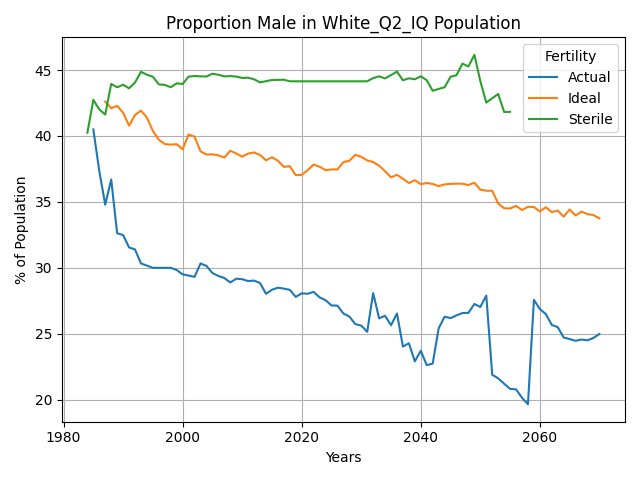 Proportion Male in White_Q2_IQ Population
Fertility
Actual
Ideal
Sterile
% of Population
45
40
35
30
25
20
1980
2000
2020
2040
2060
Years